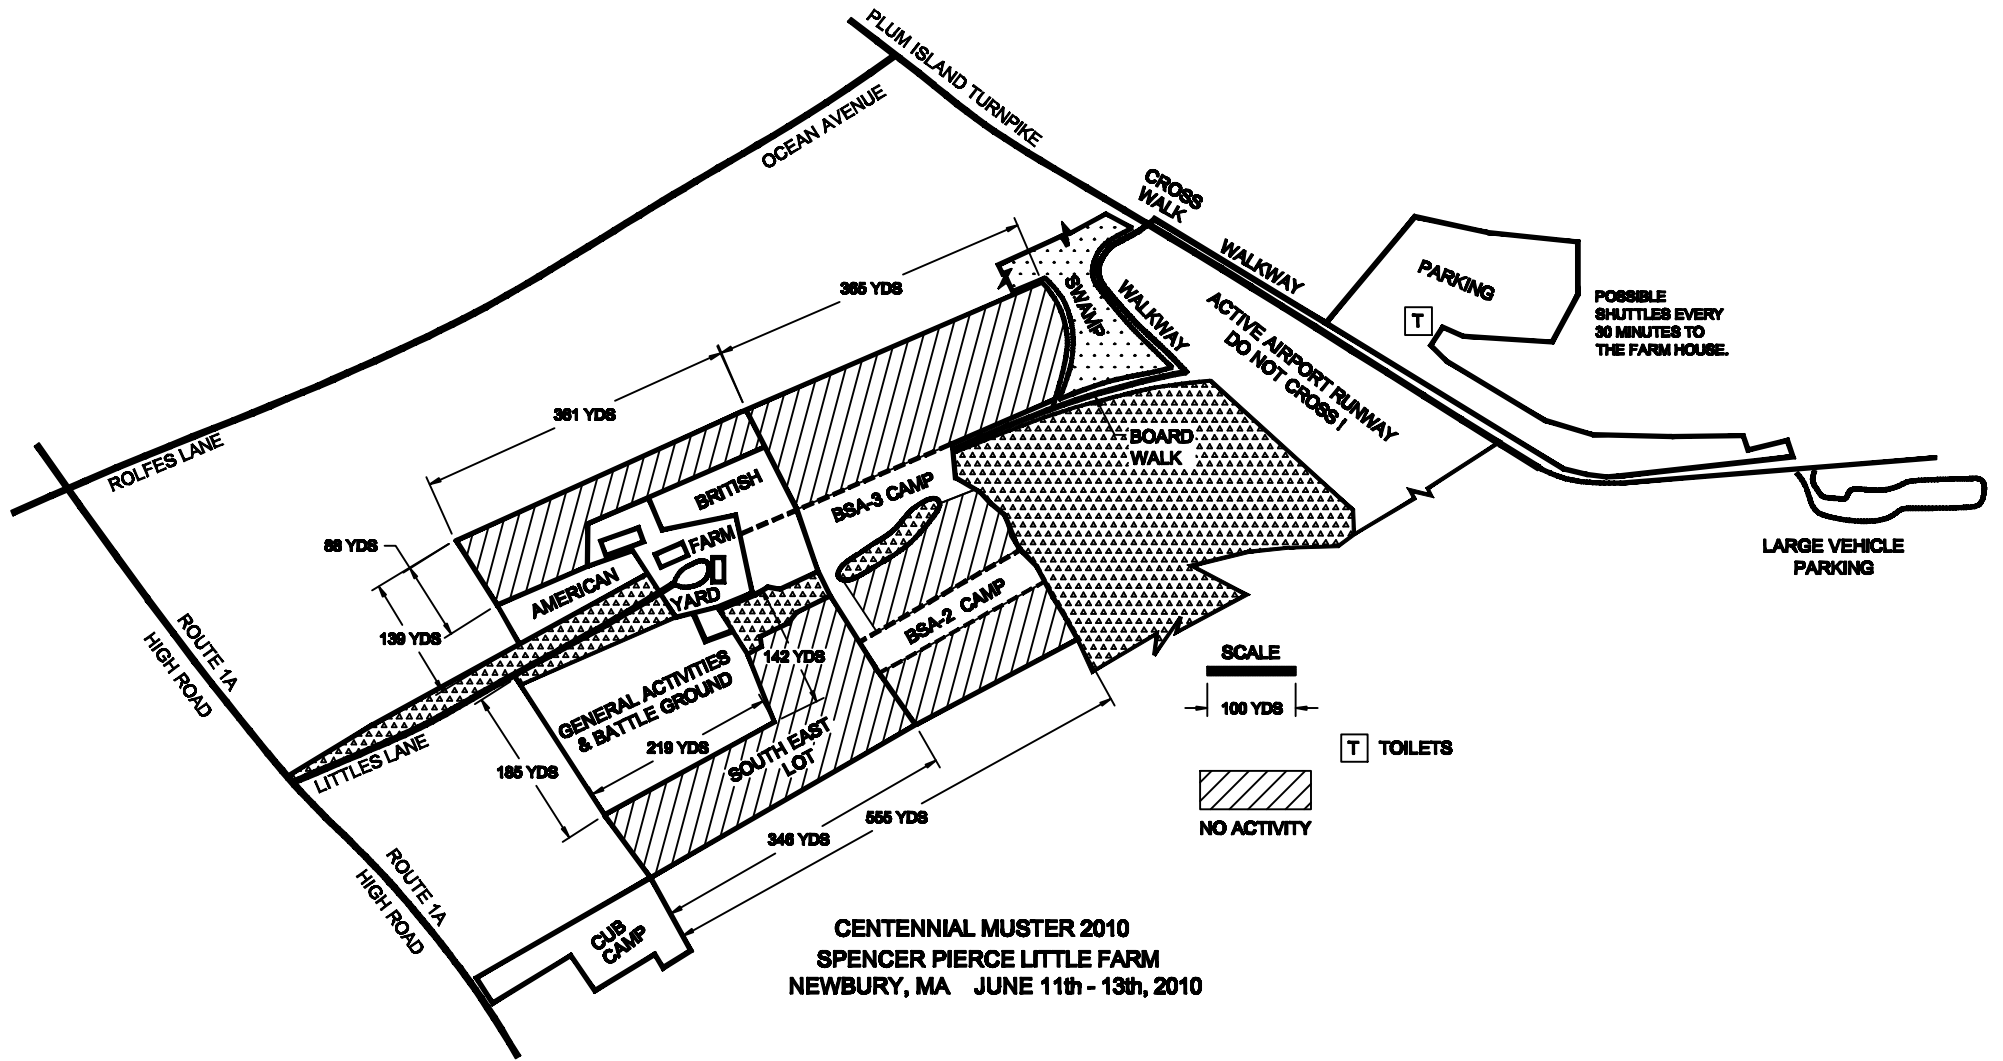 PLUM ISLAND TURNPIKE
OCEAN AVENUE
CROSS
WALK
WALKWAY
PARKING
T
POSSIBLE
SHUTTLES EVERY
30 MINUTES TO
THE FARM HOUSE.
365 YDS
SWAMP
WALKWAY
ACTIVE AIRPORT RUNWAY
DO NOT CROSS !
361 YDS
ROLFES LANE
BOARD
WALK
BRITISH
BSA-3 CAMP
FARM
YARD
88 YDS
AMERICAN
139 YDS
BSA-2 CAMP
LARGE VEHICLE
PARKING
ROUTE 1A
HIGH ROAD
142 YDS
GENERAL ACTIVITIES
& BATTLE GROUND
219 YDS
SOUTH EAST
LOT
LITTLES LANE
185 YDS
SCALE
100 YDS
T TOILETS
NO ACTIVITY
555 YDS
346 YDS
ROUTE 1A
HIGH ROAD
CUB
CAMP
CENTENNIAL MUSTER 2010
SPENCER PIERCE LITTLE FARM
NEWBURY, MA JUNE 11th - 13th, 2010